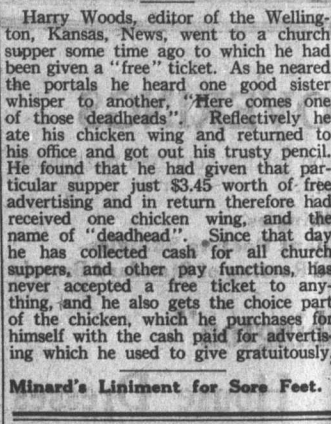 Harry Woods, editor of the Welling-
ton, Kansas, News, went to a church
supper some time ago to which he had
been given a "free" ticket. As he neared
the portals he heard one good sister
whisper to another, "Here comes one
of those deadheads". Reflectively he
ate his chicken wing and returned to
his office and got out his trusty pencil.
He found that he had given that par-
ticular supper just $3.45 worth of free
advertising and in return therefore had
received one chicken wing, and the
name of "deadhead". Since that day
he has collected cash for all church
suppers, and other pay functions, has
never accepted a free ticket to any-
thing, and he also gets the choice part
of the chicken, which he purchases for
himself with the cash paid for advertis-
ing which he used to give gratuitously
Minard's Liniment for Sore Feet.